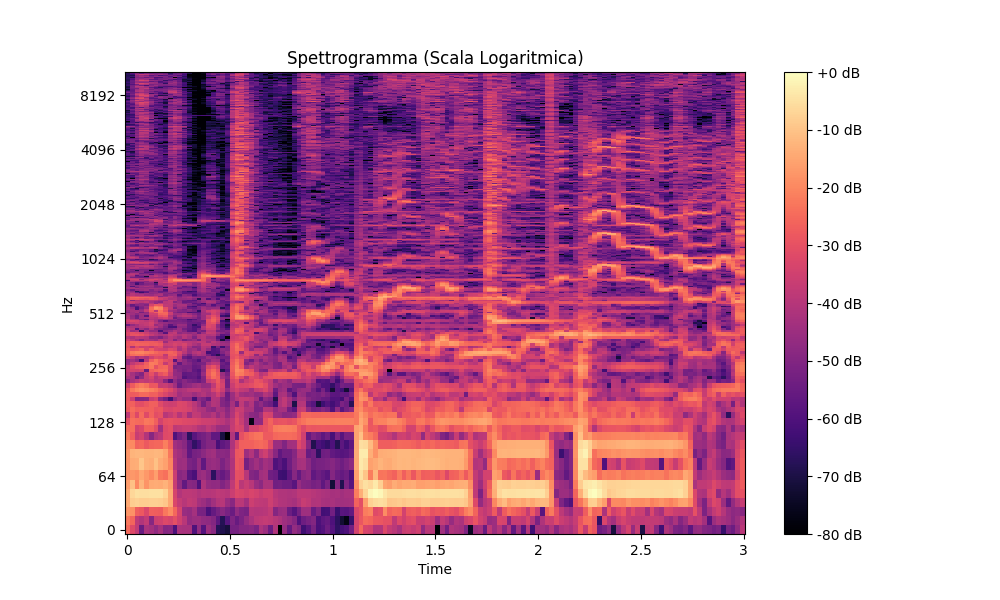 Spettrogramma (Scala Logaritmica)
Hz
8192
4096
2048
1024
512
256
128
64
0
0 0.5 1 1.5 2 2.5 3
Time
+0 dB
-10 dB
-20 dB
-30 dB
-40 dB
-50 dB
-60 dB
-70 dB
-80 dB